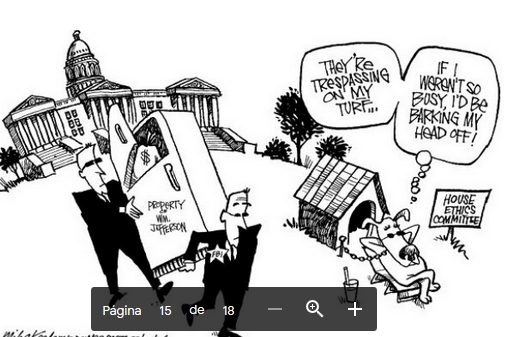 THEY'RE
TRESPASSING
ON MY
TURF...
IF I
WEREN'T SO
BUSY, I'D BE
BARKING MY
HEAD OFF!
$
PROPERTY
OF
WM.
JEFFERSON
HOUSE
ETHICS
COMMITTEE
FBI
Página 15 de 18